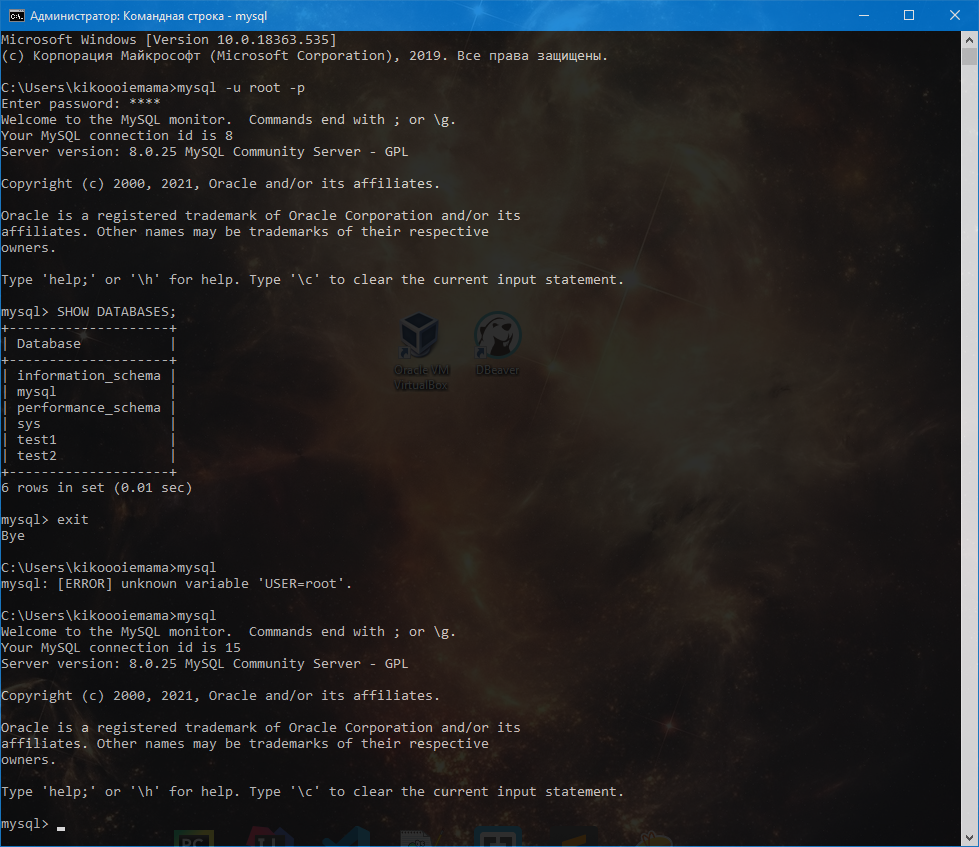 Администратор: Командная строка - mysql
Microsoft Windows [Version 10.0.18363.535]
(c) Корпорация Майкрософт (Microsoft Corporation), 2019. Все права защищены.
C:\Users\kikoooiemama>mysql -u root -p
Enter password: ****
Welcome to the MySQL monitor.  Commands end with ; or \g.
Your MySQL connection id is 8
Server version: 8.0.25 MySQL Community Server - GPL
Copyright (c) 2000, 2021, Oracle and/or its affiliates.
Oracle is a registered trademark of Oracle Corporation and/or its
affiliates. Other names may be trademarks of their respective
owners.
Type 'help;' or '\h' for help. Type '\c' to clear the current input statement.
mysql> SHOW DATABASES;
+--------------------+
| Database           |
+--------------------+
| information_schema |
| mysql              |
| performance_schema |
| sys                |
| test1              |
| test2              |
+--------------------+
6 rows in set (0.01 sec)
mysql> exit
Bye
C:\Users\kikoooiemama>mysql
mysql: [ERROR] unknown variable 'USER=root'.
C:\Users\kikoooiemama>mysql
Welcome to the MySQL monitor.  Commands end with ; or \g.
Your MySQL connection id is 15
Server version: 8.0.25 MySQL Community Server - GPL
Copyright (c) 2000, 2021, Oracle and/or its affiliates.
Oracle is a registered trademark of Oracle Corporation and/or its
affiliates. Other names may be trademarks of their respective
owners.
Type 'help;' or '\h' for help. Type '\c' to clear the current input statement.
mysql>
Oracle VM
VirtualBox
DBeaver
PC